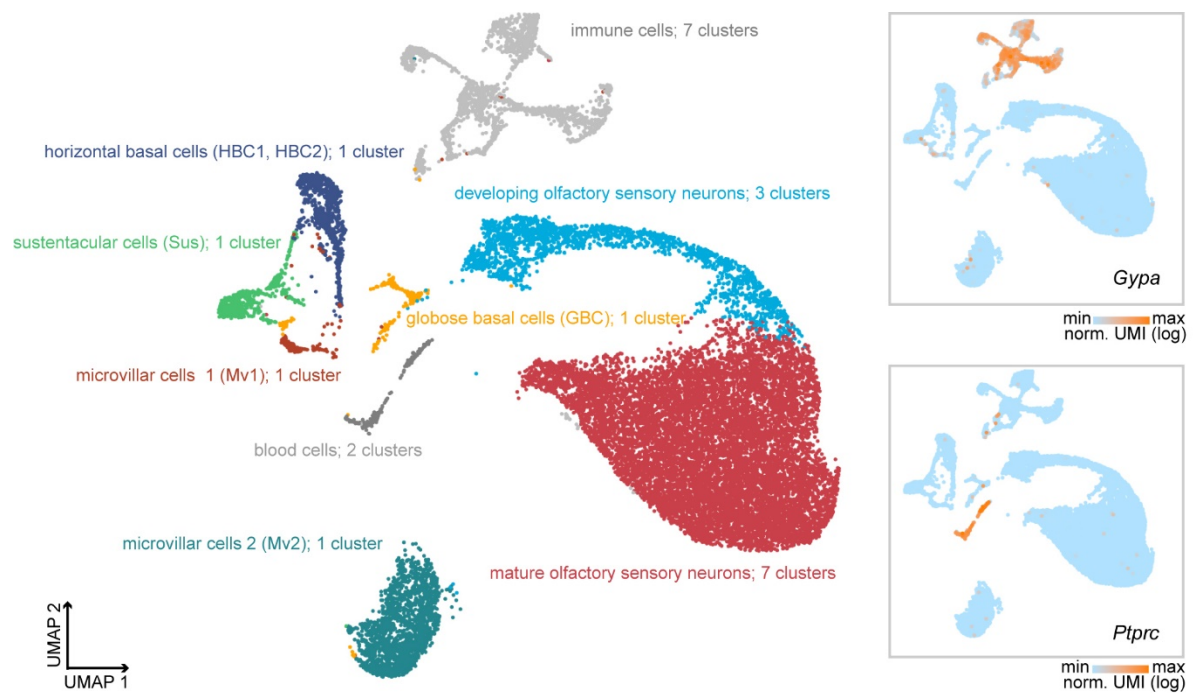 immune cells; 7 clusters
horizontal basal cells (HBC1, HBC2); 1 cluster
developing olfactory sensory neurons; 3 clusters
sustentacular cells (Sus); 1 cluster
globose basal cells (GBC); 1 cluster
microvillar cells 1 (Mv1); 1 cluster
blood cells; 2 clusters
microvillar cells 2 (Mv2); 1 cluster
mature olfactory sensory neurons; 7 clusters
UMAP 2
UMAP 1
Gypa
min max
norm. UMI (log)
Ptprc
min max
norm. UMI (log)